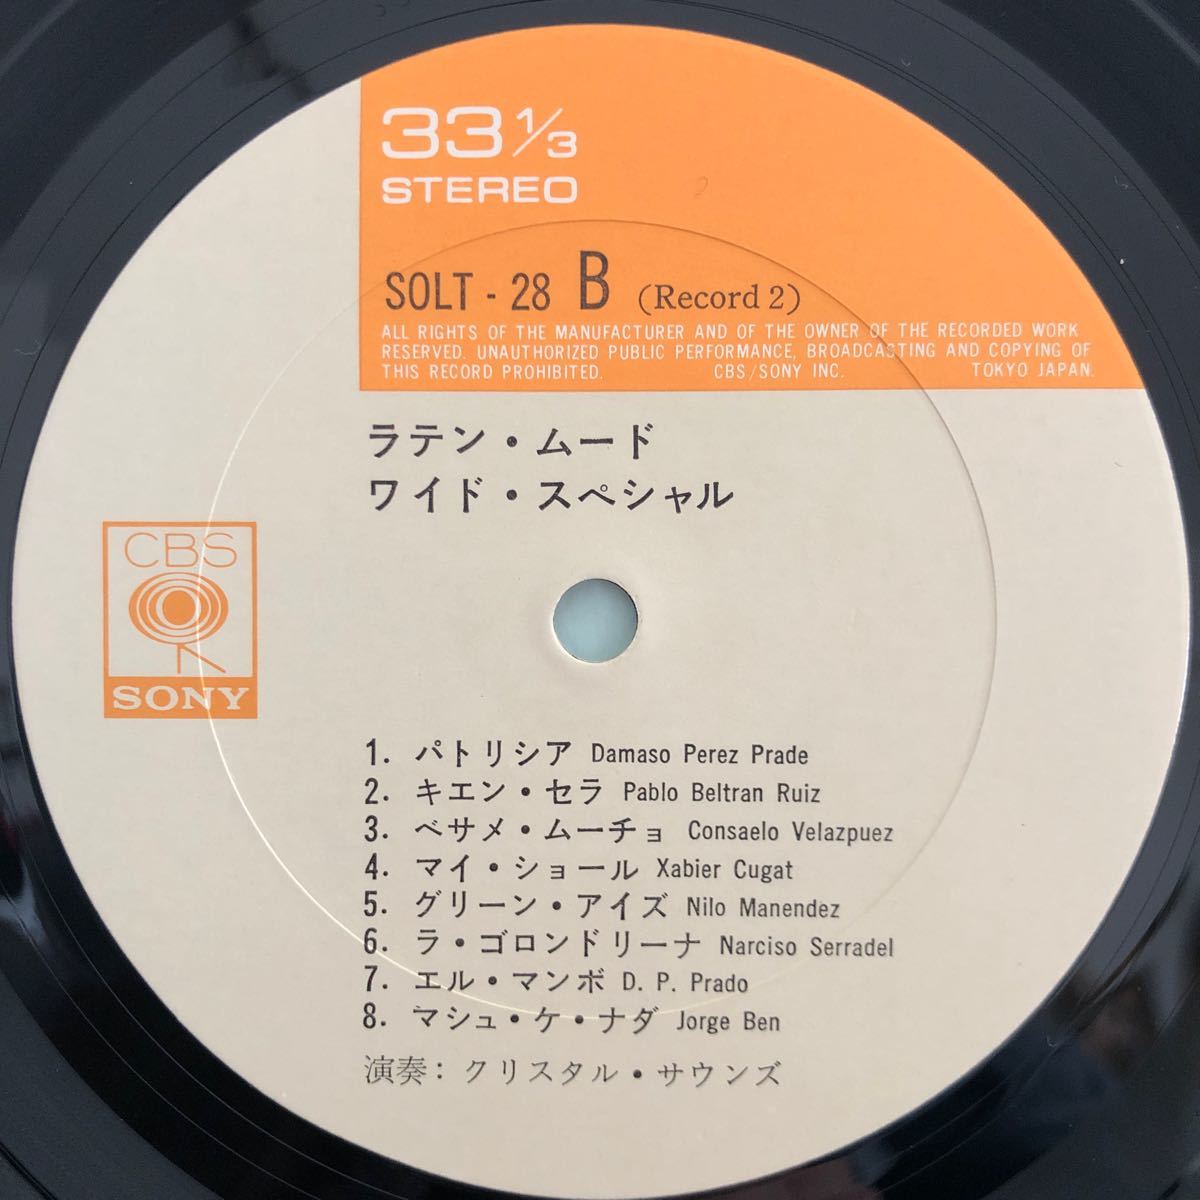 33 1/3
STEREO
SOLT - 28 B (Record 2)
ALL RIGHTS OF THE MANUFACTURER AND OF THE OWNER OF THE RECORDED WORK
RESERVED. UNAUTHORIZED PUBLIC PERFORMANCE, BROADCASTING AND COPYING OF
THIS RECORD PROHIBITED. CBS/SONY INC. TOKYO JAPAN.
ラテン・ムード
ワイド・スペシャル
CBS
SONY
1. パトリシア Damaso Perez Prade
2. キエン・セラ Pablo Beltran Ruiz
3. ベサメ・ムーチョ Consaelo Velazpuez
4. マイ・ショール Xabier Cugat
5. グリーン・アイズ Nilo Manendez
6. ラ・ゴロンドリーナ Narciso Serradel
7. エル・マンボ D. P. Prado
8. マシュ・ケ・ナダ Jorge Ben
演奏: クリスタル・サウンズ